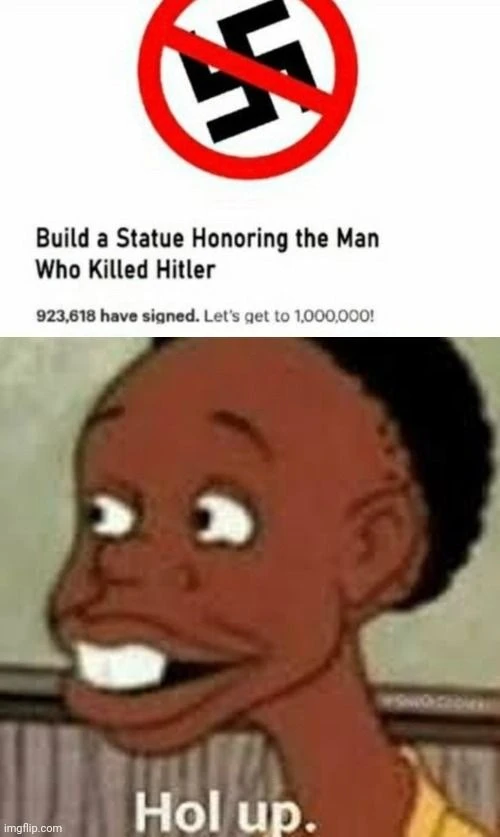 Build a Statue Honoring the Man
Who Killed Hitler
923,618 have signed. Let's get to 1,000,000!
Hol up.
imgflip.com